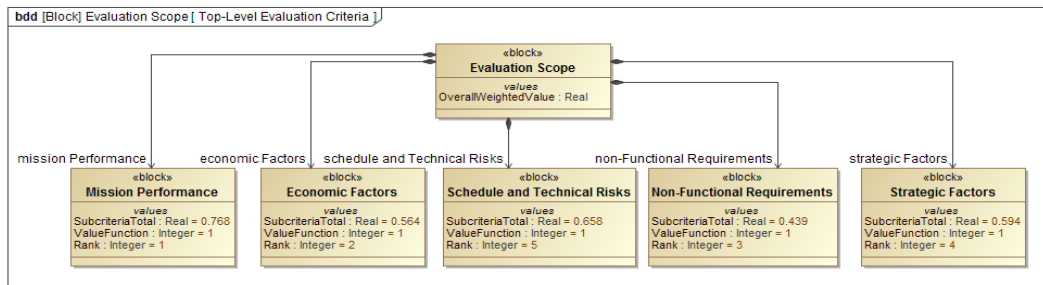 bdd [Block] Evaluation Scope [ Top-Level Evaluation Criteria ]
«block»
Evaluation Scope
values
OverallWeightedValue : Real
mission Performance
economic Factors
schedule and Technical Risks
non-Functional Requirements
strategic Factors
«block»
Mission Performance
values
SubcriteriaTotal : Real = 0.768
ValueFunction : Integer = 1
Rank : Integer = 1
«block»
Economic Factors
values
SubcriteriaTotal : Real = 0.564
ValueFunction : Integer = 1
Rank : Integer = 2
«block»
Schedule and Technical Risks
values
SubcriteriaTotal : Real = 0.658
ValueFunction : Integer = 1
Rank : Integer = 5
«block»
Non-Functional Requirements
values
SubcriteriaTotal : Real = 0.439
ValueFunction : Integer = 1
Rank : Integer = 3
«block»
Strategic Factors
values
SubcriteriaTotal : Real = 0.594
ValueFunction : Integer = 1
Rank : Integer = 4